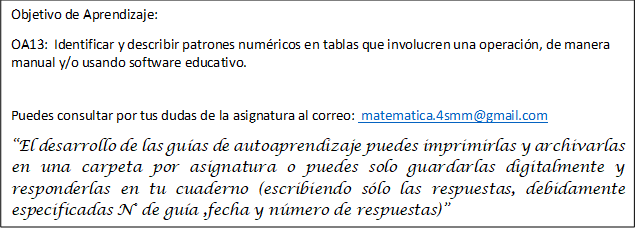 Objetivo de Aprendizaje:
OA13:  Identificar y describir patrones numéricos en tablas que involucren una operación, de manera
manual y/o usando software educativo.
Puedes consultar por tus dudas de la asignatura al correo:  matematica.4smm@gmail.com
“El desarrollo de las guías de autoaprendizaje puedes imprimirlas y archivarlas
en una carpeta por asignatura o puedes solo guardarlas digitalmente y
responderlas en tu cuaderno (escribiendo sólo las respuestas, debidamente
especificadas N° de guía ,fecha y número de respuestas)”